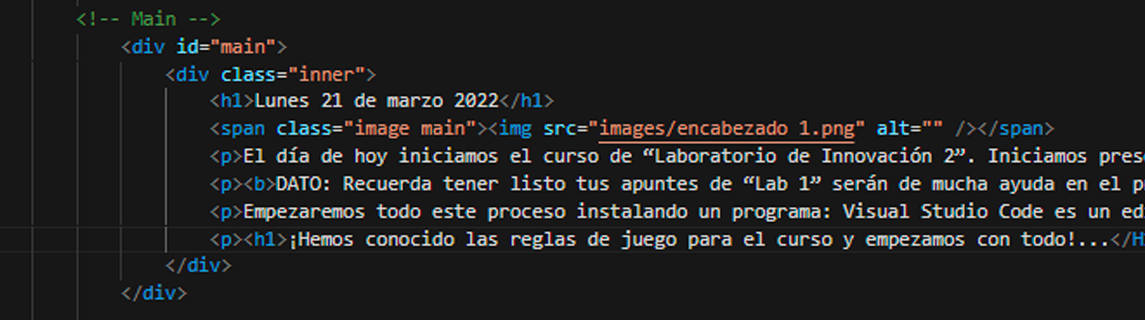 <!-- Main -->
<div id="main">
<div class="inner">
<h1>Lunes 21 de marzo 2022</h1>
<span class="image main"><img src="images/encabezado 1.png" alt="" /></span>
<p>El día de hoy iniciamos el curso de “Laboratorio de Innovación 2”. Iniciamos
<p><b>DATO: Recuerda tener listo tus apuntes de “Lab 1” serán de mucha ayuda en el
<p>Empezaremos todo este proceso instalando un programa: Visual Studio Code es un
<p><h1>¡Hemos conocido las reglas de juego para el curso y empezamos con todo!...</H
</div>
</div>